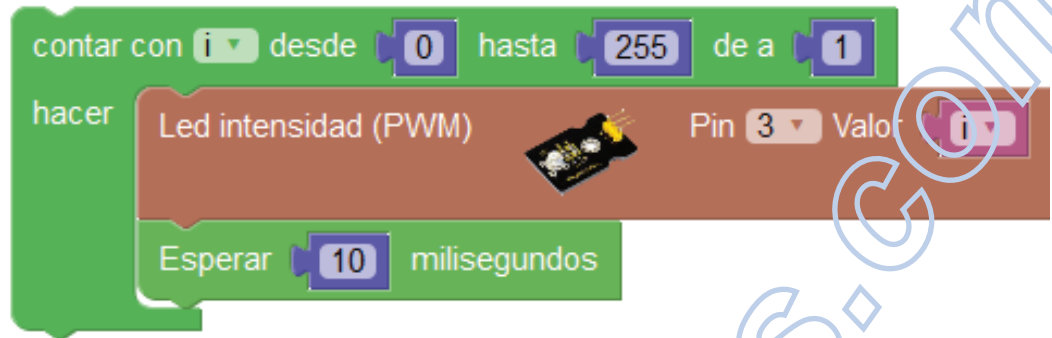 contar con i desde 0 hasta 255 de a 1
hacer
Led intensidad (PWM) Pin 3 Valor i
Esperar 10 milisegundos